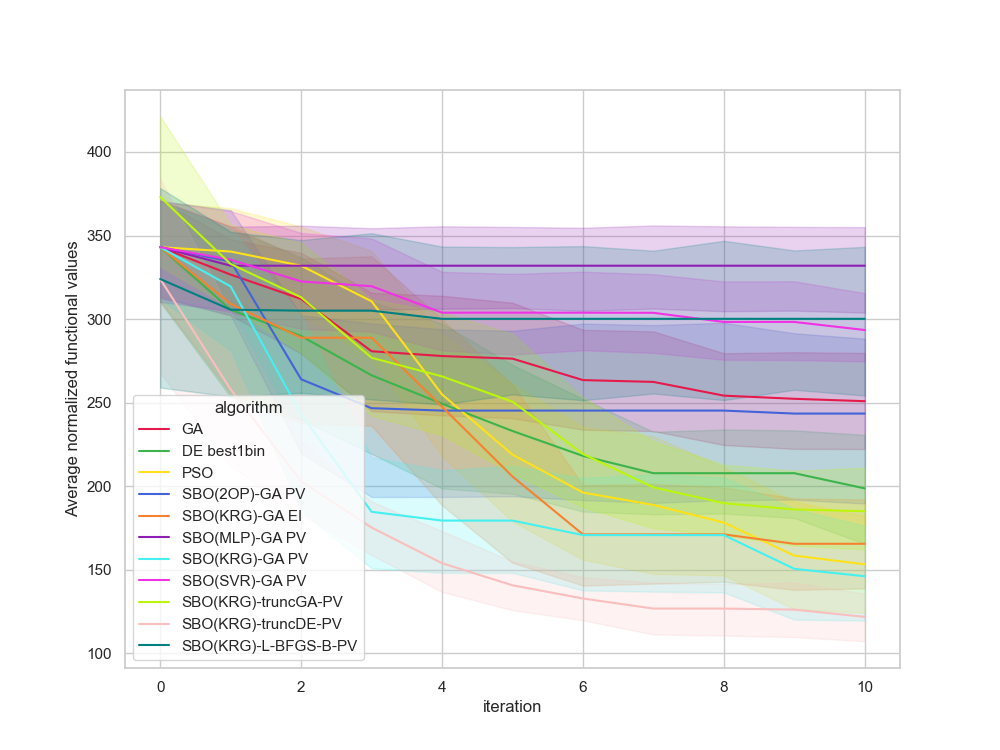 400
350
300
250
200
150
100
Average normalized functional values
algorithm
GA
DE best1bin
PSO
SBO(2OP)-GA PV
SBO(KRG)-GA EI
SBO(MLP)-GA PV
SBO(KRG)-GA PV
SBO(SVR)-GA PV
SBO(KRG)-truncGA-PV
SBO(KRG)-truncDE-PV
SBO(KRG)-L-BFGS-B-PV
0 2 4 6 8 10
iteration